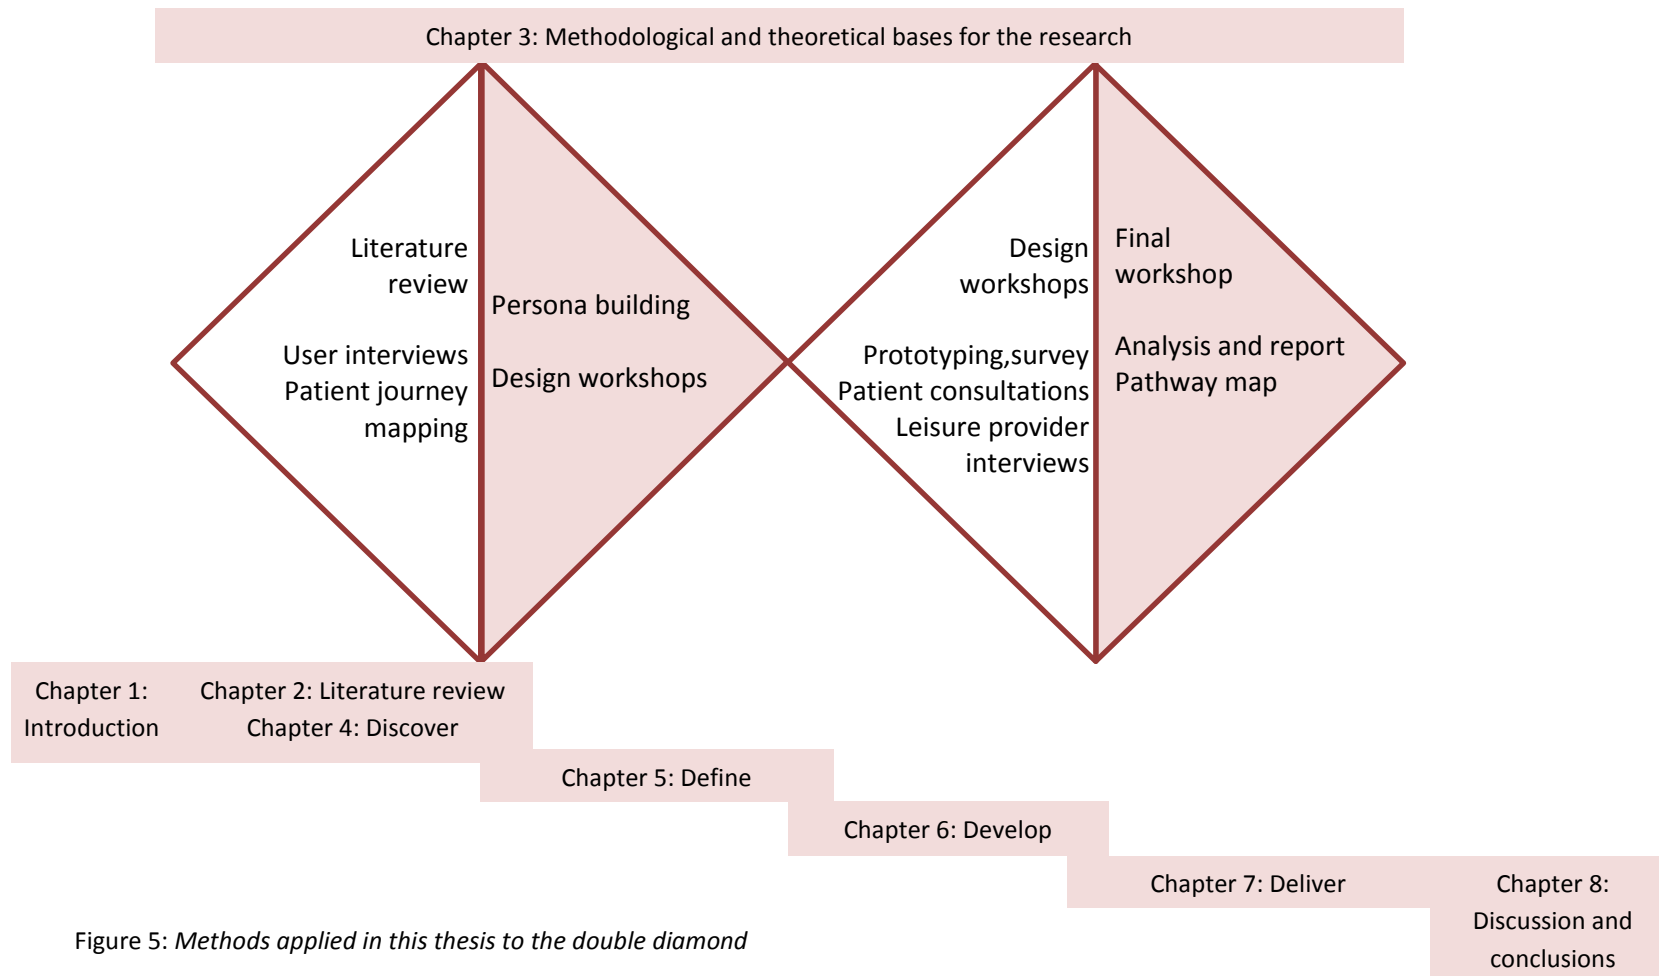 Chapter 3: Methodological and theoretical bases for the research
Literature
review
User interviews
Patient journey
mapping
Persona building
Design workshops
Design
workshops
Prototyping,survey
Patient consultations
Leisure provider
interviews
Final
workshop
Analysis and report
Pathway map
Chapter 1:
Introduction
Chapter 2: Literature review
Chapter 4: Discover
Chapter 5: Define
Chapter 6: Develop
Chapter 7: Deliver
Chapter 8:
Discussion and
conclusions
Figure 5: Methods applied in this thesis to the double diamond